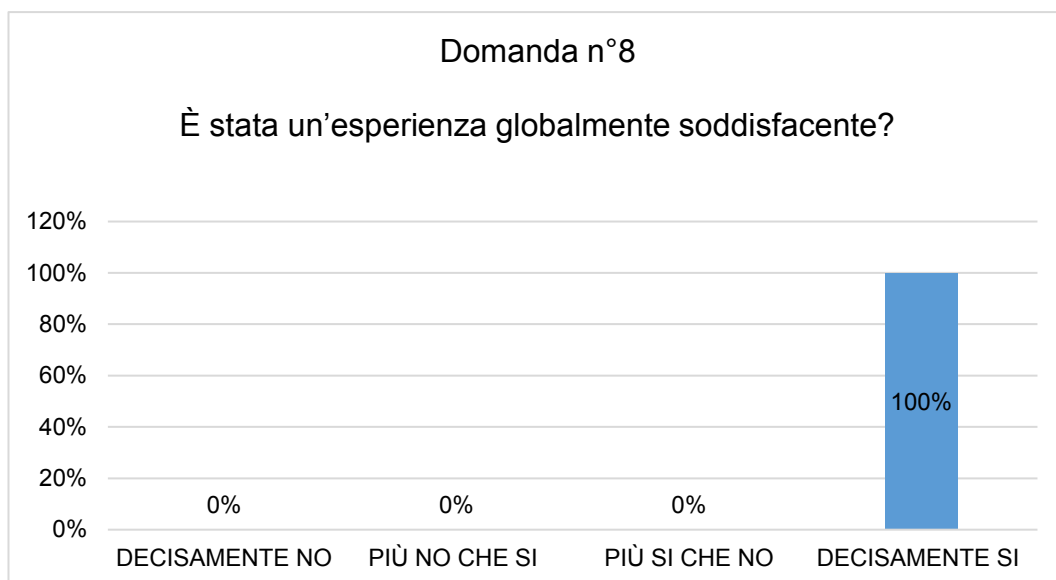 Domanda n°8
È stata un’esperienza globalmente soddisfacente?
120%
100%
80%
60%
100%
40%
20%
0% 0% 0%
0%
DECISAMENTE NO PIÙ NO CHE SI PIÙ SI CHE NO DECISAMENTE SI